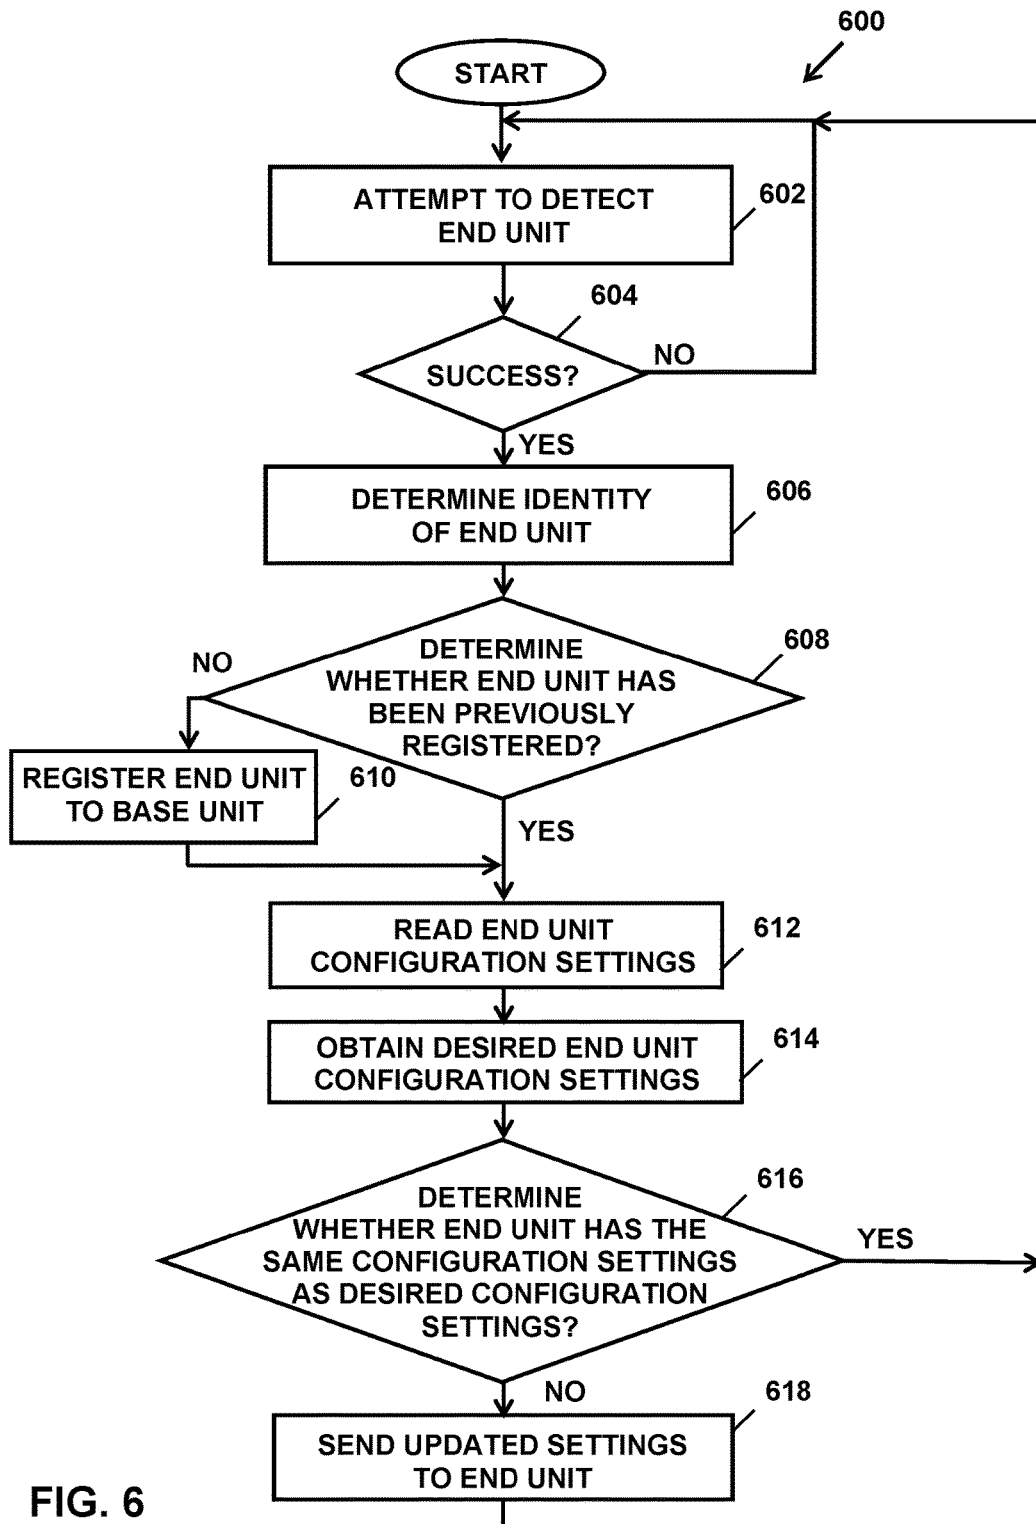 600
START
ATTEMPT TO DETECT
END UNIT
602
604
SUCCESS?
NO
YES
DETERMINE IDENTITY
OF END UNIT
606
DETERMINE
WHETHER END UNIT HAS
BEEN PREVIOUSLY
REGISTERED?
608
NO
REGISTER END UNIT
TO BASE UNIT
610
YES
READ END UNIT
CONFIGURATION SETTINGS
612
OBTAIN DESIRED END UNIT
CONFIGURATION SETTINGS
614
DETERMINE
WHETHER END UNIT HAS THE
SAME CONFIGURATION SETTINGS
AS DESIRED CONFIGURATION
SETTINGS?
616
YES
NO
618
SEND UPDATED SETTINGS
TO END UNIT
FIG. 6